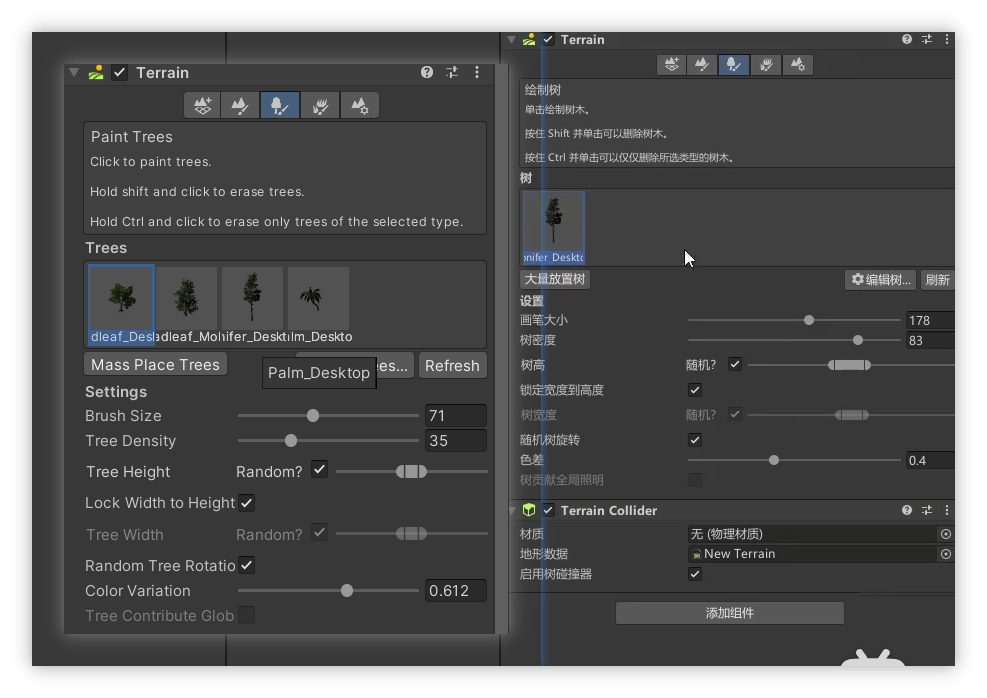 Terrain
Paint Trees
Click to paint trees.
Hold shift and click to erase trees.
Hold Ctrl and click to erase only trees of the selected type.
Trees
dleaf_Desl adleaf_Mol nifer_Deskt lm_Deskto
Mass Place Trees
es...
Refresh
Palm_Desktop
Settings
Brush Size 71
Tree Density 35
Tree Height Random?
Lock Width to Height
Tree Width Random?
Random Tree Rotatio
Color Variation 0.612
Tree Contribute Glob
Terrain
绘制树
单击绘制树木。
按住 Shift 并单击可以删除树木。
按住 Ctrl 并单击可以仅仅删除所选类型的树木。
树
onifer_Deskto
大量放置树
编辑树...
刷新
设置
画笔大小 178
树密度 83
树高 随机?
锁定宽度到高度
树宽度 随机?
随机树旋转
色差 0.4
树贡献全局照明
Terrain Collider
材质 无 (物理材质)
地形数据 New Terrain
启用树碰撞器
添加组件